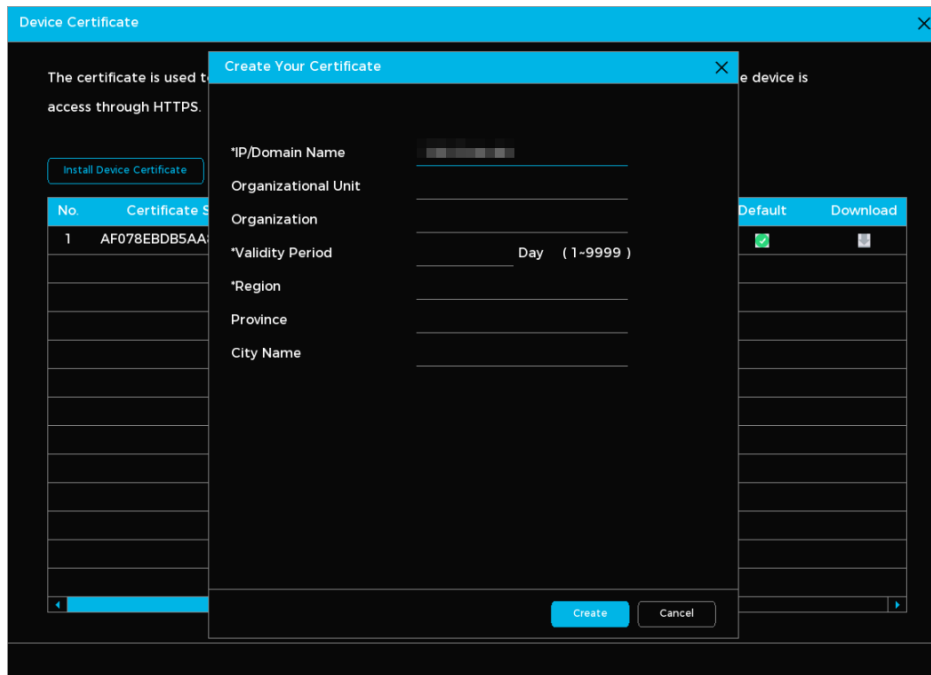 Device Certificate
The certificate is used t
e device is
access through HTTPS.
Install Device Certificate
No. Certificate S
Default Download
1 AF078EBDB5AA
Create Your Certificate
*IP/Domain Name
Organizational Unit
Organization
*Validity Period Day (1~9999)
*Region
Province
City Name
Create Cancel